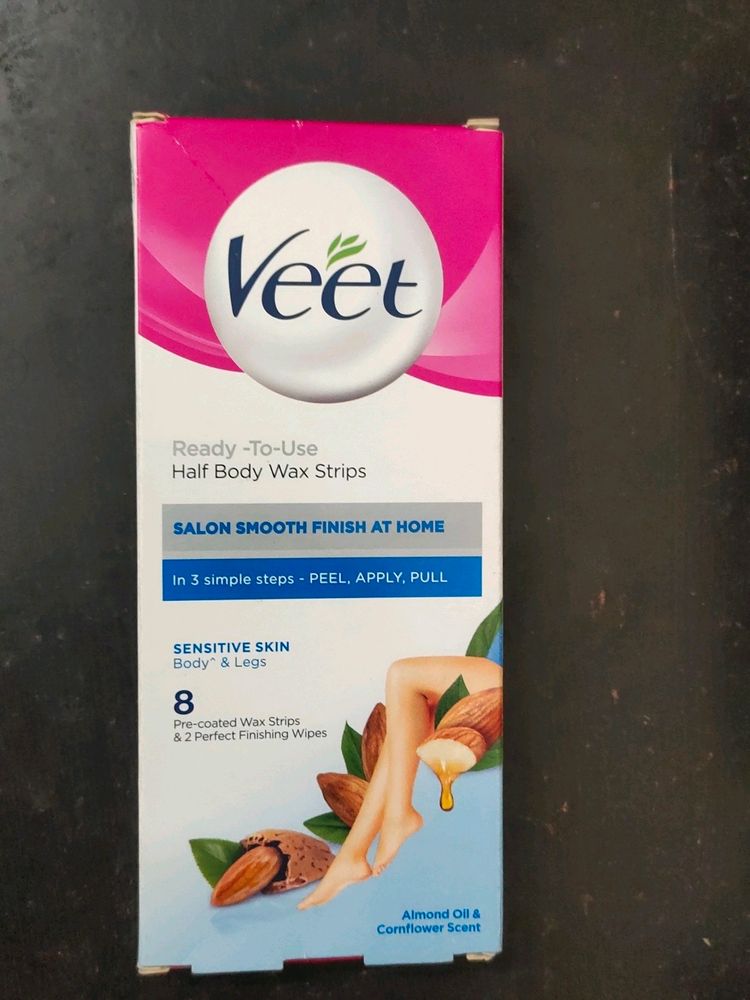 Veet
Ready -To-Use
Half Body Wax Strips
SALON SMOOTH FINISH AT HOME
In 3 simple steps - PEEL, APPLY, PULL
SENSITIVE SKIN
Body^ & Legs
8
Pre-coated Wax Strips
& 2 Perfect Finishing Wipes
Almond Oil &
Cornflower Scent